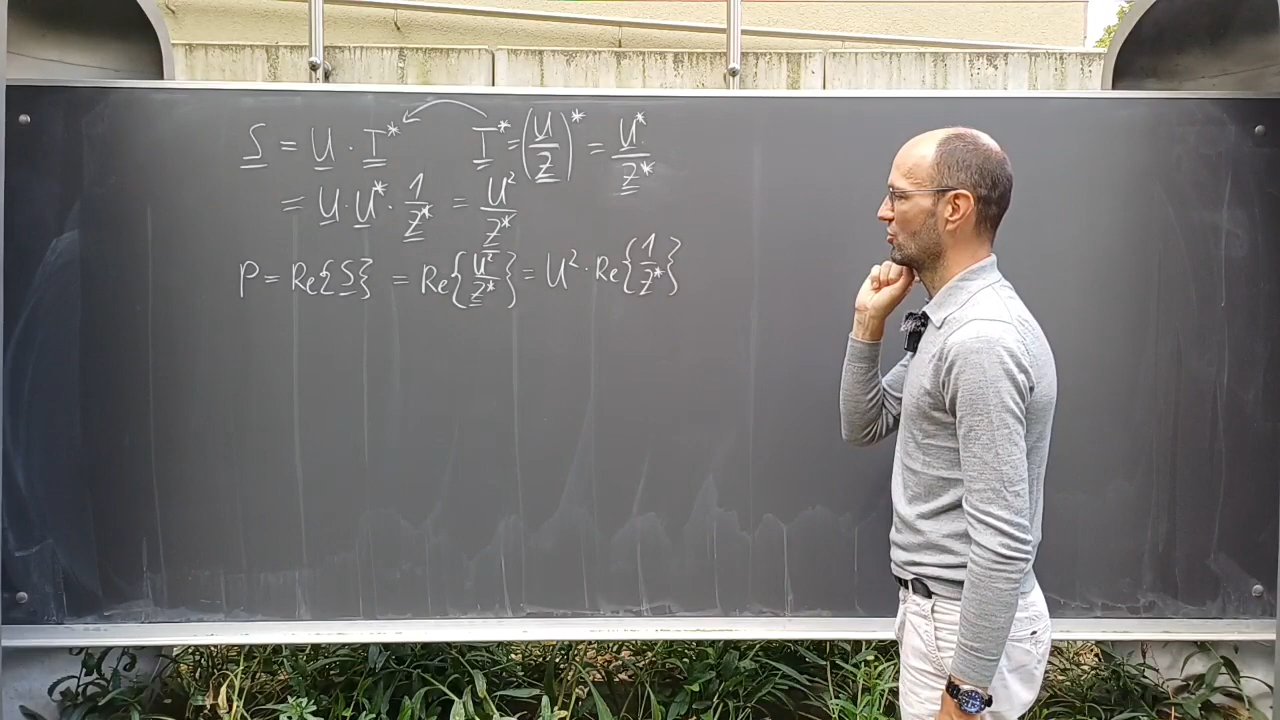 S = U · I* I* = (U/Z)* = U*/Z*
= U · U* · 1/Z* = U²/Z*
P = Re{S} = Re{U²/Z*} = U² · Re{1/Z*}